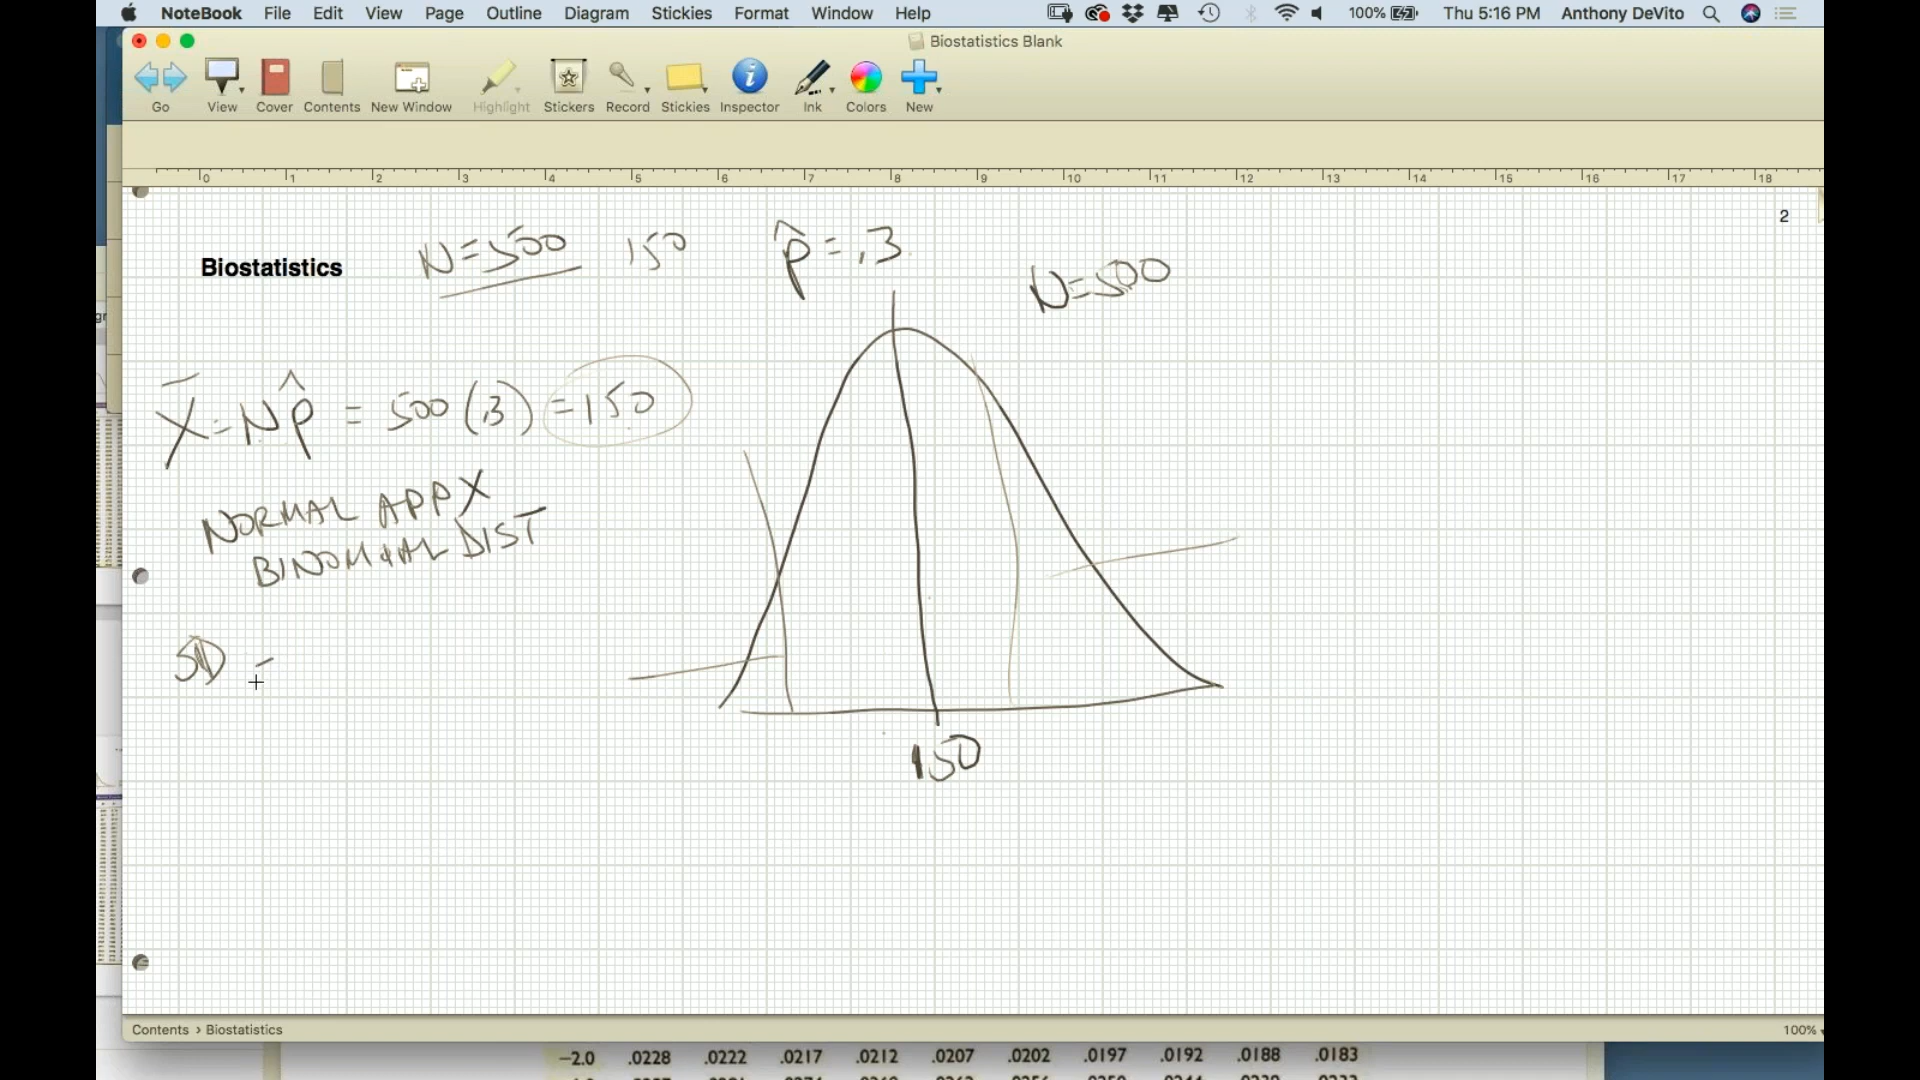 NoteBook File Edit View Page Outline Diagram Stickies Format Window Help 100% Thu 5:16 PM Anthony DeVito
Biostatistics Blank
Go View Cover Contents New Window Highlight Stickers Record Stickies Inspector Ink Colors New
0 1 2 3 4 5 6 7 8 9 10 11 12 13 14 15 16 17 18
2
Biostatistics N=500 150 p̂ = .3 N=500
X̄ = N p̂ = 500 (.3) = 150
NORMAL APPX
BINOMIAL DIST
SD =
150
Contents › Biostatistics 100%
−2.0 .0228 .0222 .0217 .0212 .0207 .0202 .0197 .0192 .0188 .0183